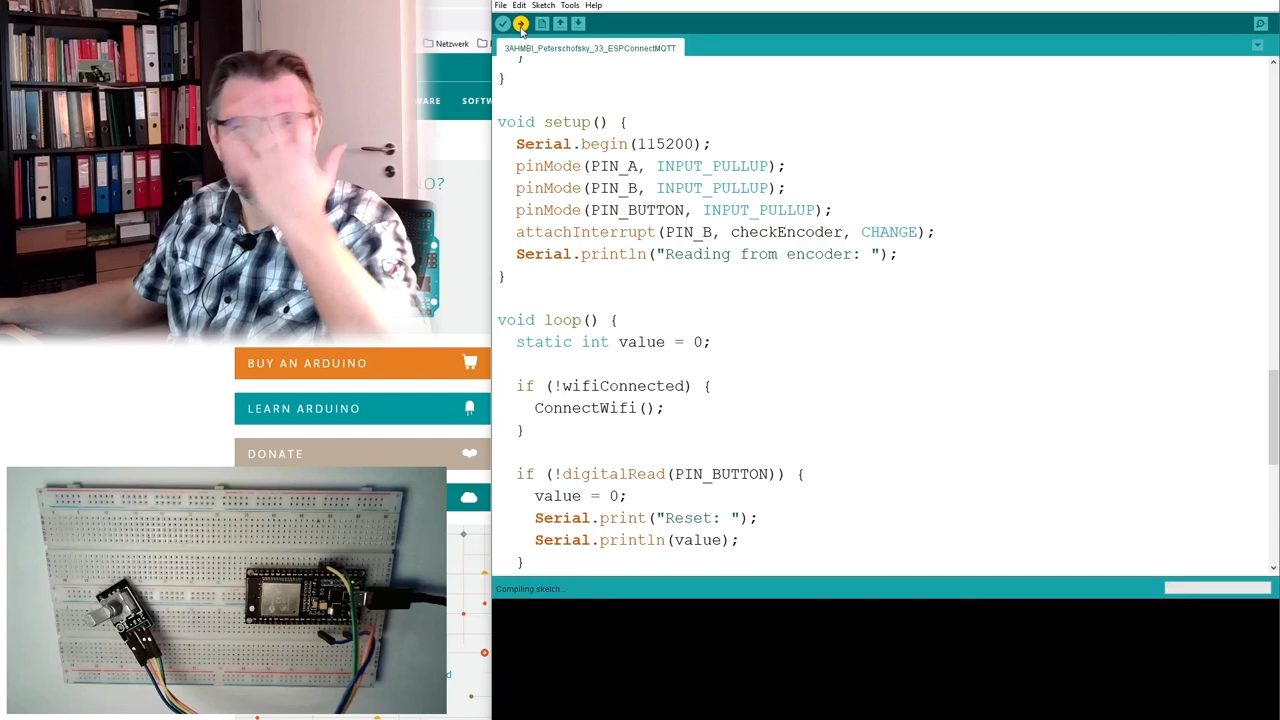 File Edit Sketch Tools Help
Netzwerk
3AHMBI_Peterschofsky_33_ESPConnectMQTT
WARE SOFTW
NO?
BUY AN ARDUINO
LEARN ARDUINO
DONATE
}
}
void setup() {
Serial.begin(115200);
pinMode(PIN_A, INPUT_PULLUP);
pinMode(PIN_B, INPUT_PULLUP);
pinMode(PIN_BUTTON, INPUT_PULLUP);
attachInterrupt(PIN_B, checkEncoder, CHANGE);
Serial.println("Reading from encoder: ");
}
void loop() {
static int value = 0;
if (!wifiConnected) {
ConnectWifi();
}
if (!digitalRead(PIN_BUTTON)) {
value = 0;
Serial.print("Reset: ");
Serial.println(value);
}
Compiling sketch...